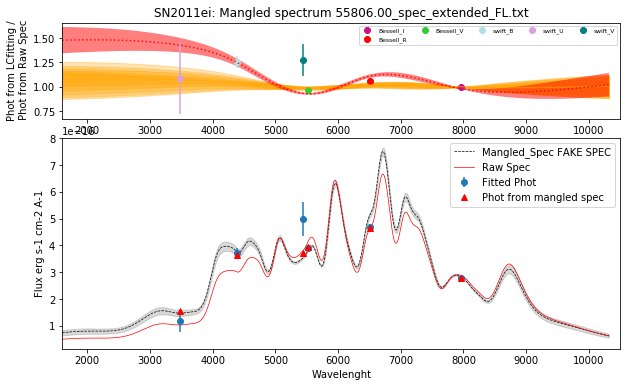 SN2011ei: Mangled spectrum 55806.00_spec_extended_FL.txt
Phot from LCfitting /
Phot from Raw Spec
1.50
1.25
1.00
0.75
Bessell_I
Bessell_R
Bessell_V
swift_B
swift_U
swift_V
2000 3000 4000 5000 6000 7000 8000 9000 10000
1e-16
Flux erg s-1 cm-2 A-1
8
7
6
5
4
3
2
1
Mangled_Spec FAKE SPEC
Raw Spec
Fitted Phot
Phot from mangled spec
2000 3000 4000 5000 6000 7000 8000 9000 10000
Wavelenght